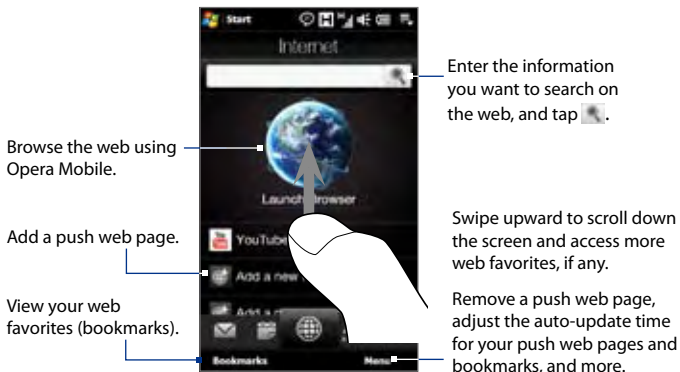 Start
Internet
Enter the information
you want to search on
the web, and tap
.
Browse the web using
Opera Mobile.
Launch Browser
Add a push web page.
YouTube
Add a new
Swipe upward to scroll down
the screen and access more
web favorites, if any.
View your web
favorites (bookmarks).
Add a
Bookmarks
Menu
Remove a push web page,
adjust the auto-update time
for your push web pages and
bookmarks, and more.